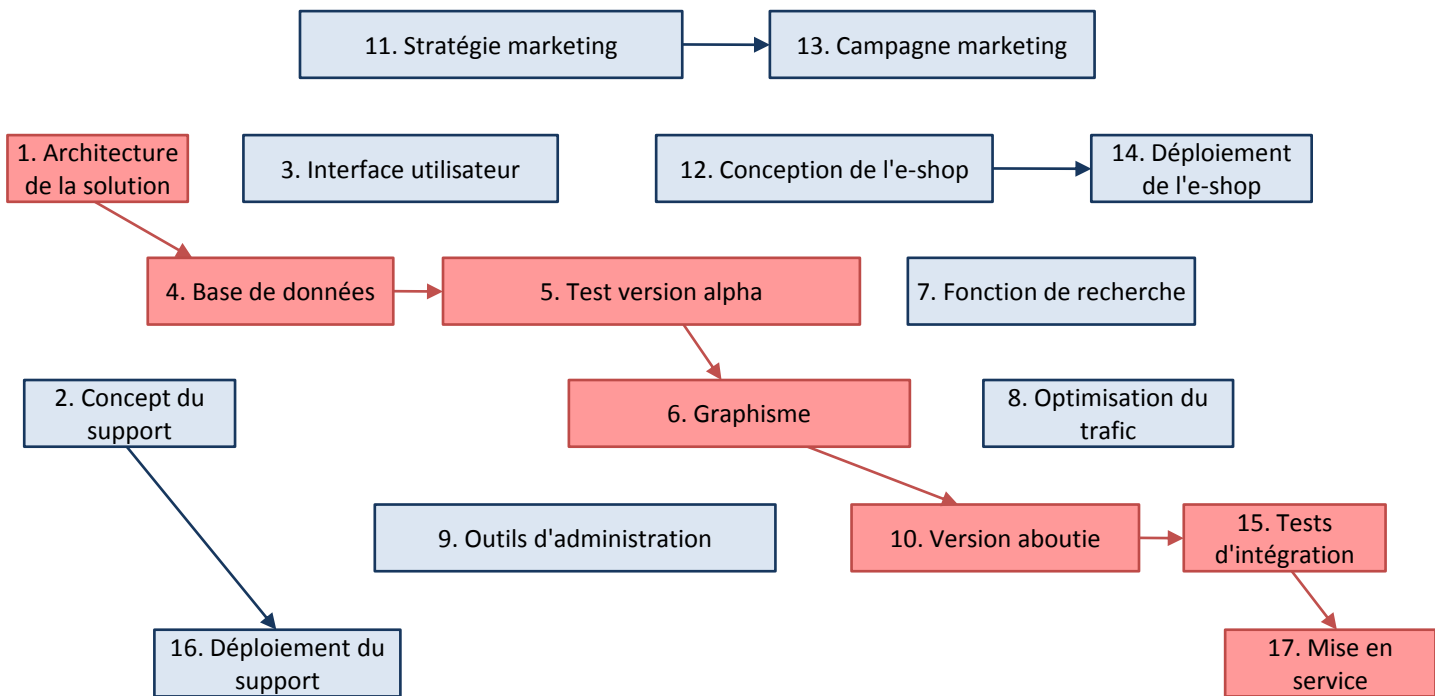 11. Stratégie marketing
13. Campagne marketing
1. Architecture
de la solution
3. Interface utilisateur
12. Conception de l'e-shop
14. Déploiement
de l'e-shop
4. Base de données
5. Test version alpha
7. Fonction de recherche
2. Concept du
support
6. Graphisme
8. Optimisation du
trafic
9. Outils d'administration
10. Version aboutie
15. Tests
d'intégration
16. Déploiement du
support
17. Mise en
service